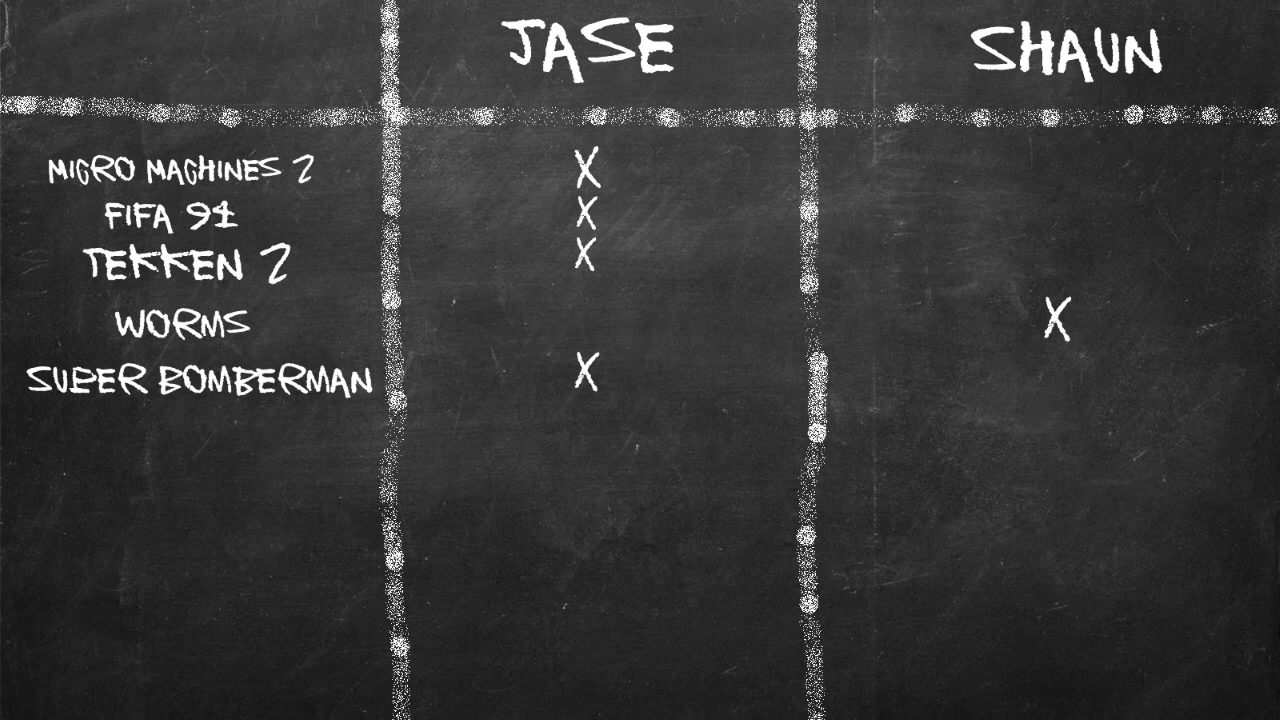 JASE SHAUN
MICRO MACHINES 2 X
FIFA 91 X
TEKKEN 2 X
WORMS X
SUPER BOMBERMAN X